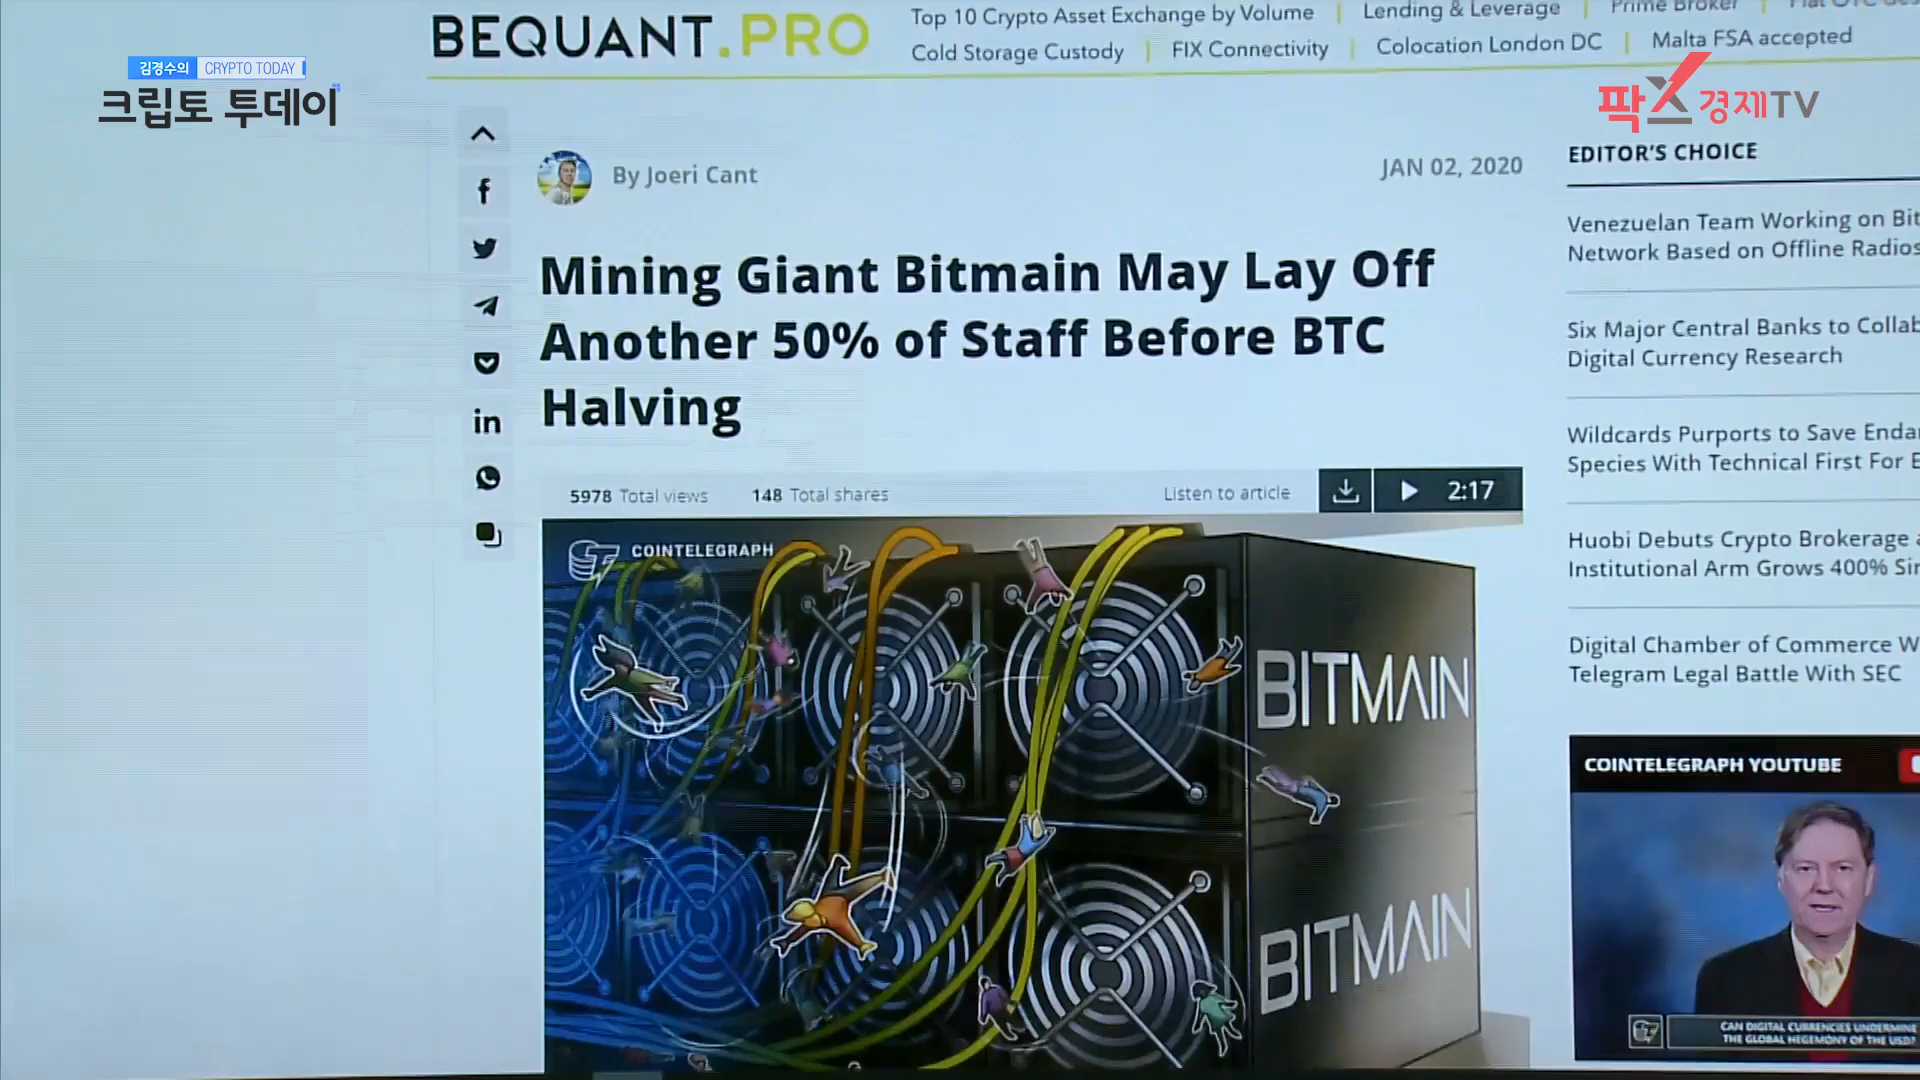 BEQUANT.PRO
Top 10 Crypto Asset Exchange by Volume | Lending & Leverage | Prime Broker |
Cold Storage Custody | FIX Connectivity | Colocation London DC | Malta FSA accepted
김경수의 CRYPTO TODAY
크립토 투데이
팍스경제TV
By Joeri Cant
JAN 02, 2020
Mining Giant Bitmain May Lay Off
Another 50% of Staff Before BTC
Halving
5978 Total views 148 Total shares Listen to article 2:17
COINTELEGRAPH
BITMAIN
BITMAIN
EDITOR'S CHOICE
Venezuelan Team Working on Bit
Network Based on Offline Radios
Six Major Central Banks to Collab
Digital Currency Research
Wildcards Purports to Save Endan
Species With Technical First For E
Huobi Debuts Crypto Brokerage a
Institutional Arm Grows 400% Sin
Digital Chamber of Commerce W
Telegram Legal Battle With SEC
COINTELEGRAPH YOUTUBE
CAN DIGITAL CURRENCIES UNDERMINE
THE GLOBAL HEGEMONY OF THE USD?